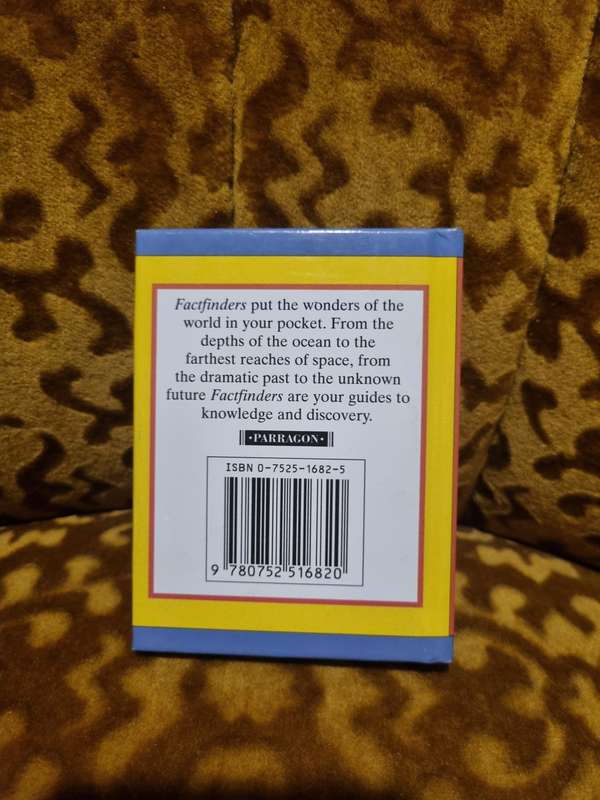 Factfinders put the wonders of the
world in your pocket. From the
depths of the ocean to the
farthest reaches of space, from
the dramatic past to the unknown
future Factfinders are your guides to
knowledge and discovery.
•PARRAGON•
ISBN 0-7525-1682-5
9 780752 516820